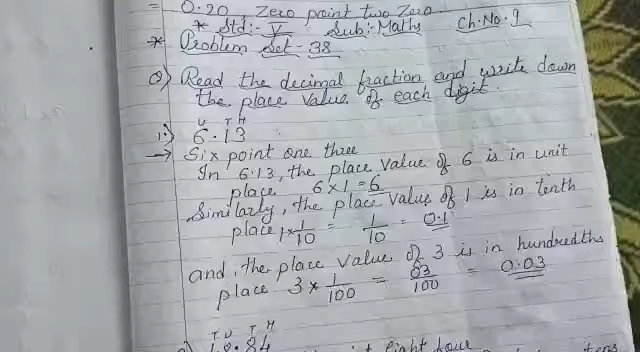 = 0.20 Zero point two Zero
* Std:- V Sub:- Maths Ch.No.9
* Problem Set - 38
Q) Read the decimal fraction and write down
the place value of each digit.
U T H
1) 6.13
→ Six point one three
In 6.13, the place value of 6 is in unit
place 6×1=6
Similarly, the place value of 1 is in tenth
place 1×1/10 = 1/10 = 0.1
and, the place value of 3 is in hundredths
place 3×1/100 = 03/100 = 0.03
T U T H
8.84
eight four